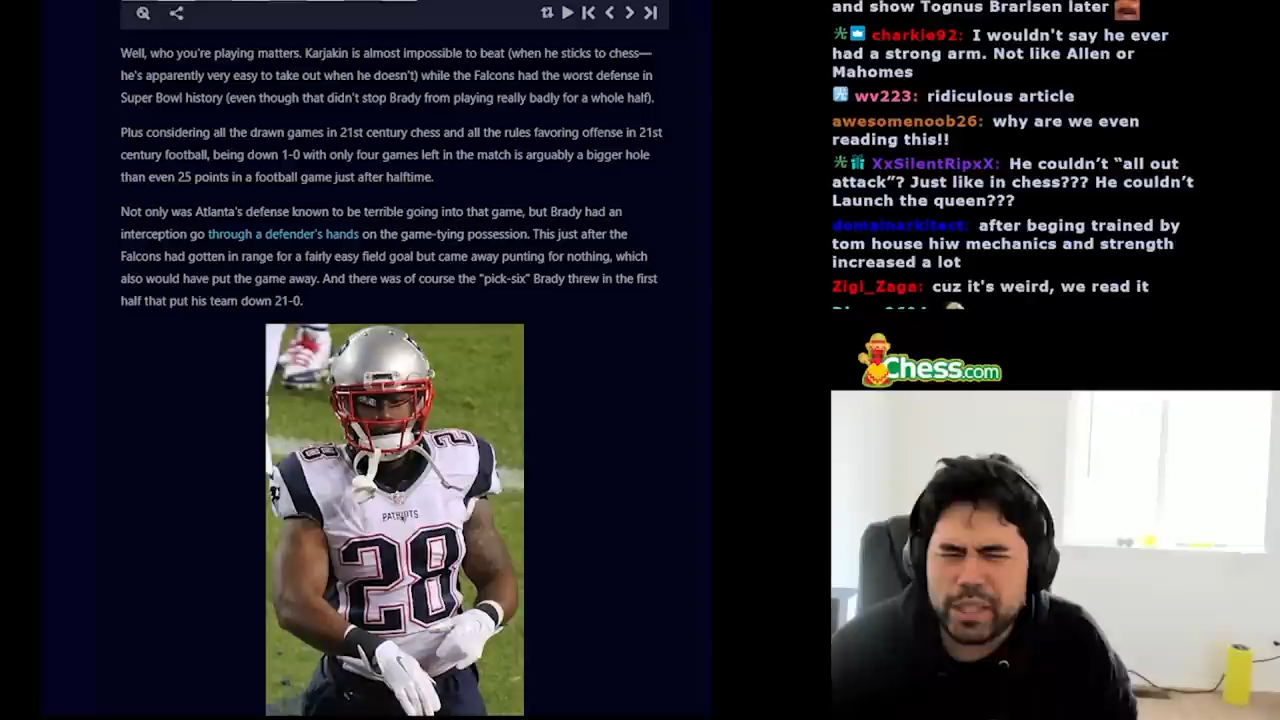 Well, who you're playing matters. Karjakin is almost impossible to beat (when he sticks to chess—
he's apparently very easy to take out when he doesn't) while the Falcons had the worst defense in
Super Bowl history (even though that didn't stop Brady from playing really badly for a whole half).
Plus considering all the drawn games in 21st century chess and all the rules favoring offense in 21st
century football, being down 1-0 with only four games left in the match is arguably a bigger hole
than even 25 points in a football game just after halftime.
Not only was Atlanta's defense known to be terrible going into that game, but Brady had an
interception go through a defender's hands on the game-tying possession. This just after the
Falcons had gotten in range for a fairly easy field goal but came away punting for nothing, which
also would have put the game away. And there was of course the "pick-six" Brady threw in the first
half that put his team down 21-0.
28
28
PATRIOTS
28
and show Tognus Brarlsen later
charkie92: I wouldn't say he ever
had a strong arm. Not like Allen or
Mahomes
wv223: ridiculous article
awesomenoob26: why are we even
reading this!!
XxSilentRipxX: He couldn't "all out
attack"? Just like in chess??? He couldn't
Launch the queen???
domainarkitect: after beging trained by
tom house hiw mechanics and strength
increased a lot
Zigi_Zaga: cuz it's weird, we read it
Chess.com